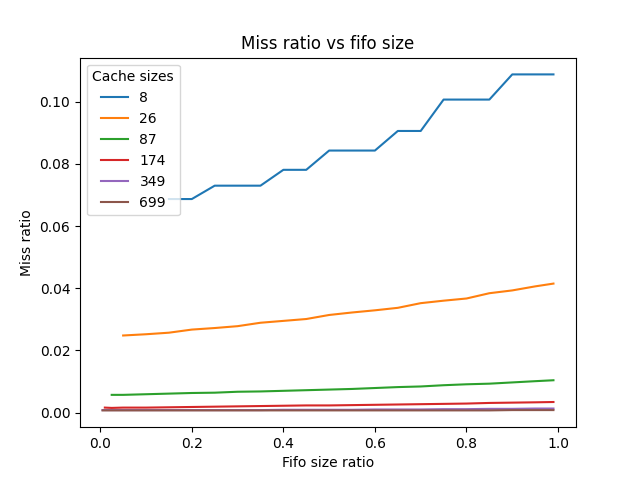 Miss ratio vs fifo size
Cache sizes
8
26
87
174
349
699
Miss ratio
0.10
0.08
0.06
0.04
0.02
0.00
0.0 0.2 0.4 0.6 0.8 1.0
Fifo size ratio